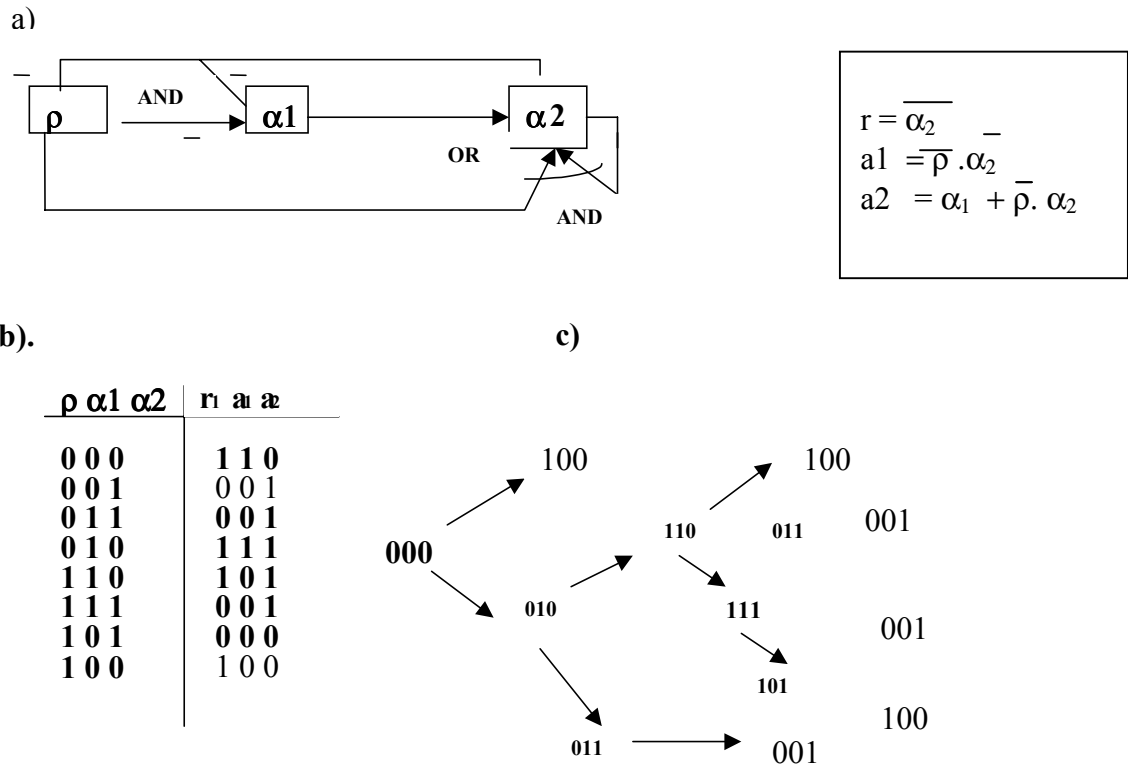 a)
AND
ρ
α1
α2
OR
AND
r = α̅₂
a1 = ρ̅ .α̅₂
a2 = α₁ + ρ̅. α₂
b).
ρ α1 α2 r₁ a₁ a₂
0 0 0 1 1 0
0 0 1 0 0 1
0 1 1 0 0 1
0 1 0 1 1 1
1 1 0 1 0 1
1 1 1 0 0 1
1 0 1 0 0 0
1 0 0 1 0 0
c)
100 100
110 011 001
000
010 111 001
101
100
011 001